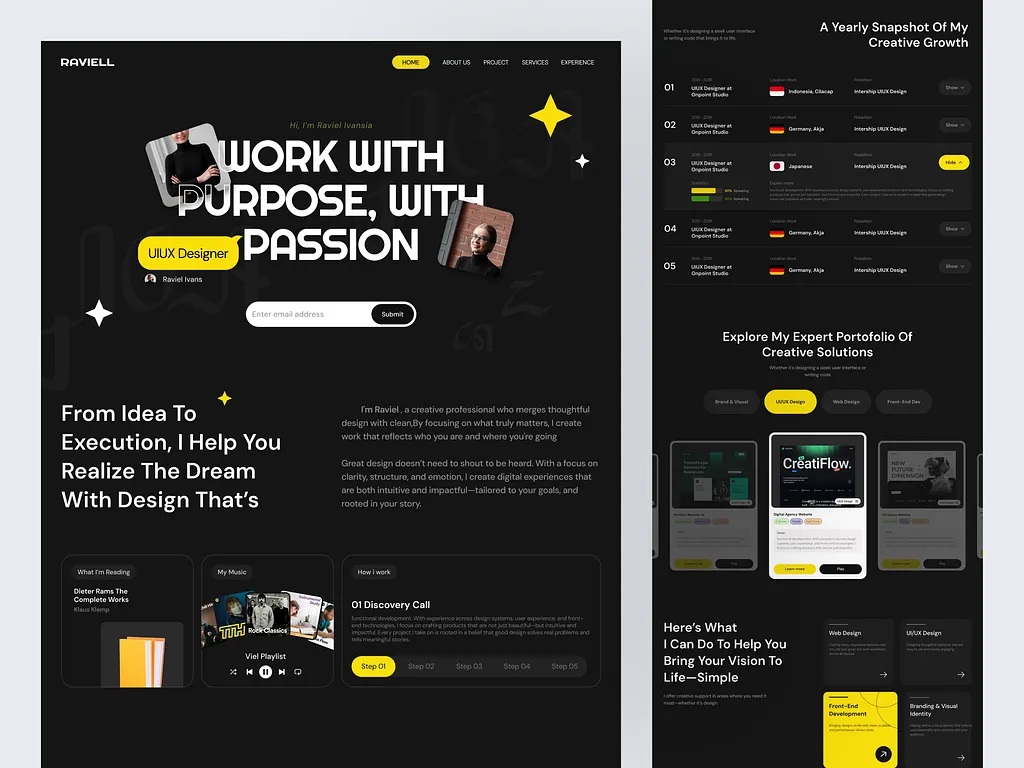 RAVIELL
HOME
ABOUT US
PROJECT
SERVICES
EXPERIENCE
Hi, I'm Raviel Ivansia
WORK WITH
PURPOSE, WITH
PASSION
UIUX Designer
Raviel Ivans
Enter email address
Submit
From Idea To
Execution, I Help You
Realize The Dream
With Design That's
I'm Raviel , a creative professional who merges thoughtful
design with clean,By focusing on what truly matters, I create
work that reflects who you are and where you're going
Great design doesn't need to shout to be heard. With a focus on
clarity, structure, and emotion, I create digital experiences that
are both intuitive and impactful—tailored to your goals, and
rooted in your story.
What I'm Reading
Dieter Rams The
Complete Works
Klaus Klemp
My Music
Rock Classics
Viel Playlist
How i work
01 Discovery Call
functional development. With experience across design systems, user experience, and front-
end technologies, I focus on crafting products that are not just beautiful—but intuitive and
impactful. Every project I take on is rooted in a belief that good design solves real problems and
tells meaningful stories.
Step 01
Step 02
Step 03
Step 04
Step 05
Whether it's designing a sleek user interface
or writing code that brings it to life.
A Yearly Snapshot Of My
Creative Growth
01
UIUX Designer at
Onpoint Studio
Location Work
Indonesia, Cilacap
Intership UIUX Design
Show
02
UIUX Designer at
Onpoint Studio
Location Work
Germany, Akja
Intership UIUX Design
Show
03
UIUX Designer at
Onpoint Studio
Location Work
Japanese
Intership UIUX Design
Hide
04
UIUX Designer at
Onpoint Studio
Location Work
Germany, Akja
Intership UIUX Design
Show
05
UIUX Designer at
Onpoint Studio
Location Work
Germany, Akja
Intership UIUX Design
Show
Explore My Expert Portofolio Of
Creative Solutions
Whether it's designing a sleek user interface or
writing code
Brand & Visual
UI/UX Design
Web Design
Front-End Dev
CreatiFlow.
Digital Agency Website
Learn more
Play
NEW
FUTURE
DIMENSION
Here's What
I Can Do To Help You
Bring Your Vision To
Life—Simple
I offer creative support in areas where you need it
most—whether it's design.
Web Design
UI/UX Design
Front-End
Development
Branding & Visual
Identity